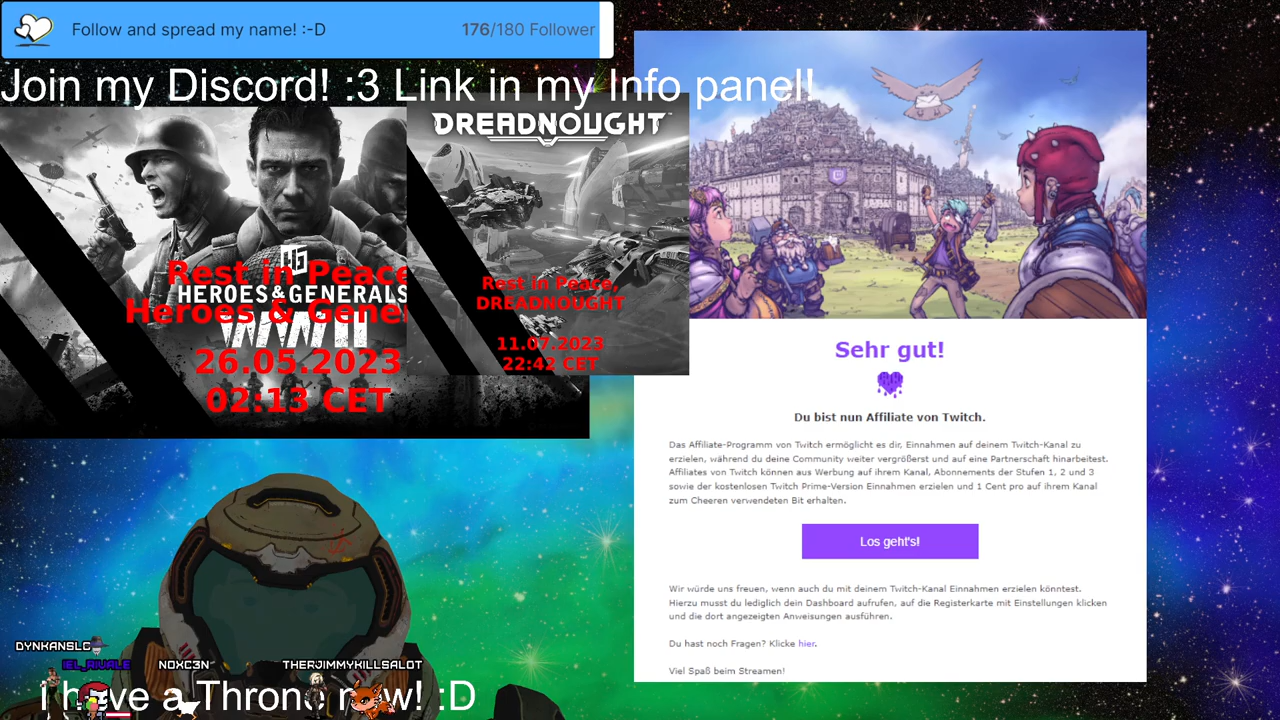 Follow and spread my name! :-D
176/180 Follower
Join my Discord! :3 Link in my Info panel!
Rest in Peace
HEROES & GENERALS
Heroes & Gene
WWII
26.05.2023
02:13 CET
DREADNOUGHT
Rest in Peace,
DREADNOUGHT
11.07.2023
22:42 CET
Sehr gut!
Du bist nun Affiliate von Twitch.
Das Affiliate-Programm von Twitch ermöglicht es dir, Einnahmen auf deinem Twitch-Kanal zu
erzielen, während du deine Community weiter vergrößerst und auf eine Partnerschaft hinarbeitest.
Affiliates von Twitch können aus Werbung auf ihrem Kanal, Abonnements der Stufen 1, 2 und 3
sowie der kostenlosen Twitch Prime-Version Einnahmen erzielen und 1 Cent pro auf ihrem Kanal
zum Cheeren verwendeten Bit erhalten.
Los geht's!
Wir würde uns freuen, wenn auch du mit deinem Twitch-Kanal Einnahmen erzielen könntest.
Hierzu musst du lediglich dein Dashboard aufrufen, auf die Registerkarte mit Einstellungen klicken
und die dort angezeigten Anweisungen ausführen.
Du hast noch Fragen? Klicke hier.
Viel Spaß beim Streamen!
DYNKANSLC
IEL_RIVALE
NOXC3N
THERJIMMYKILLSALOT
I have a Throne now! :D